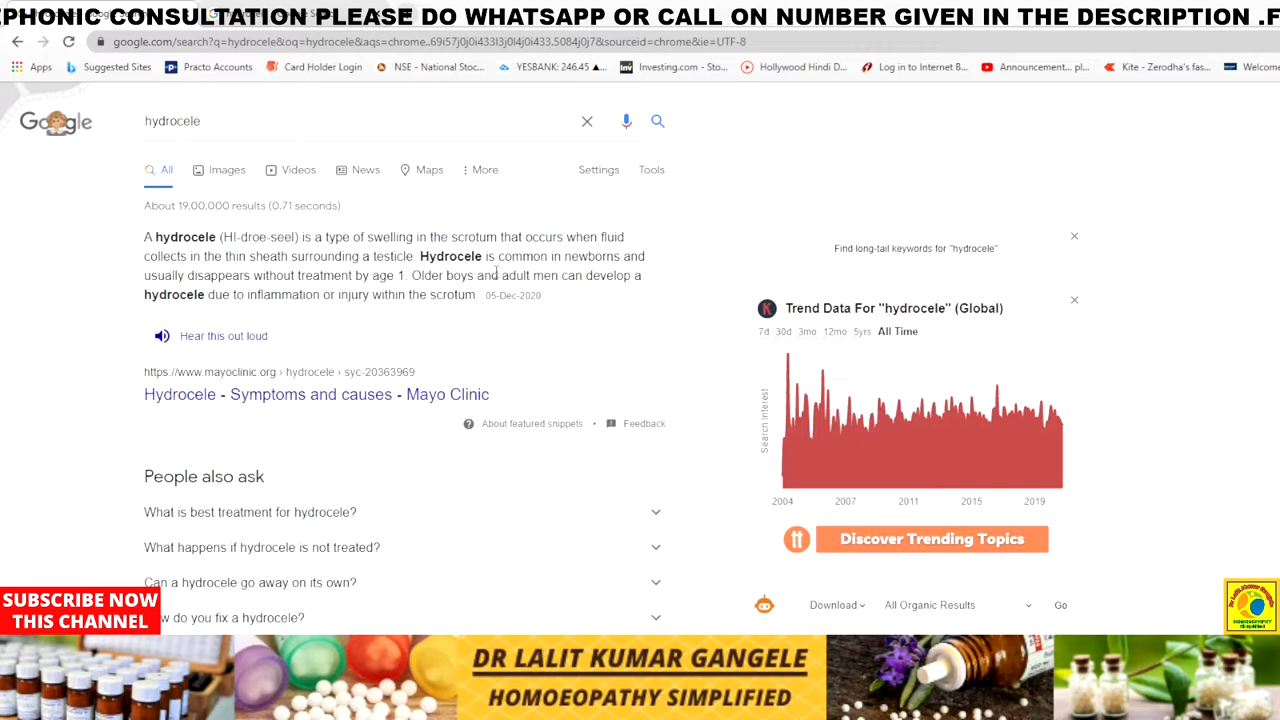 EPHONIC CONSULTATION PLEASE DO WHATSAPP OR CALL ON NUMBER GIVEN IN THE DESCRIPTION .F
google.com/search?q=hydrocele&oq=hydrocele&aqs=chrome..69i57j0j0i433l3j0l4j0i433.5084j0j7&sourceid=chrome&ie=UTF-8
Apps Suggested Sites Practo Accounts Card Holder Login NSE - National Stoc... YESBANK: 246.45 ▲... Investing.com - Sto... Hollywood Hindi D... Log in to Internet B... Announcement... pl... Kite - Zerodha's fas... Welcome
Google
hydrocele
All Images Videos News Maps More Settings Tools
About 19,00,000 results (0.71 seconds)
A hydrocele (HI-droe-seel) is a type of swelling in the scrotum that occurs when fluid
collects in the thin sheath surrounding a testicle. Hydrocele is common in newborns and
usually disappears without treatment by age 1. Older boys and adult men can develop a
hydrocele due to inflammation or injury within the scrotum 05-Dec-2020
Hear this out loud
https://www.mayoclinic.org › hydrocele › syc-20363969
Hydrocele - Symptoms and causes - Mayo Clinic
About featured snippets • Feedback
People also ask
What is best treatment for hydrocele?
What happens if hydrocele is not treated?
Can a hydrocele go away on its own?
do you fix a hydrocele?
Find long-tail keywords for "hydrocele"
K
Trend Data For "hydrocele" (Global)
7d 30d 3mo 12mo 5yrs All Time
Search Interest
2004 2007 2011 2015 2019
Discover Trending Topics
Download All Organic Results Go
SUBSCRIBE NOW
THIS CHANNEL
DR LALIT KUMAR GANGELE
HOMOEOPATHY SIMPLIFIED